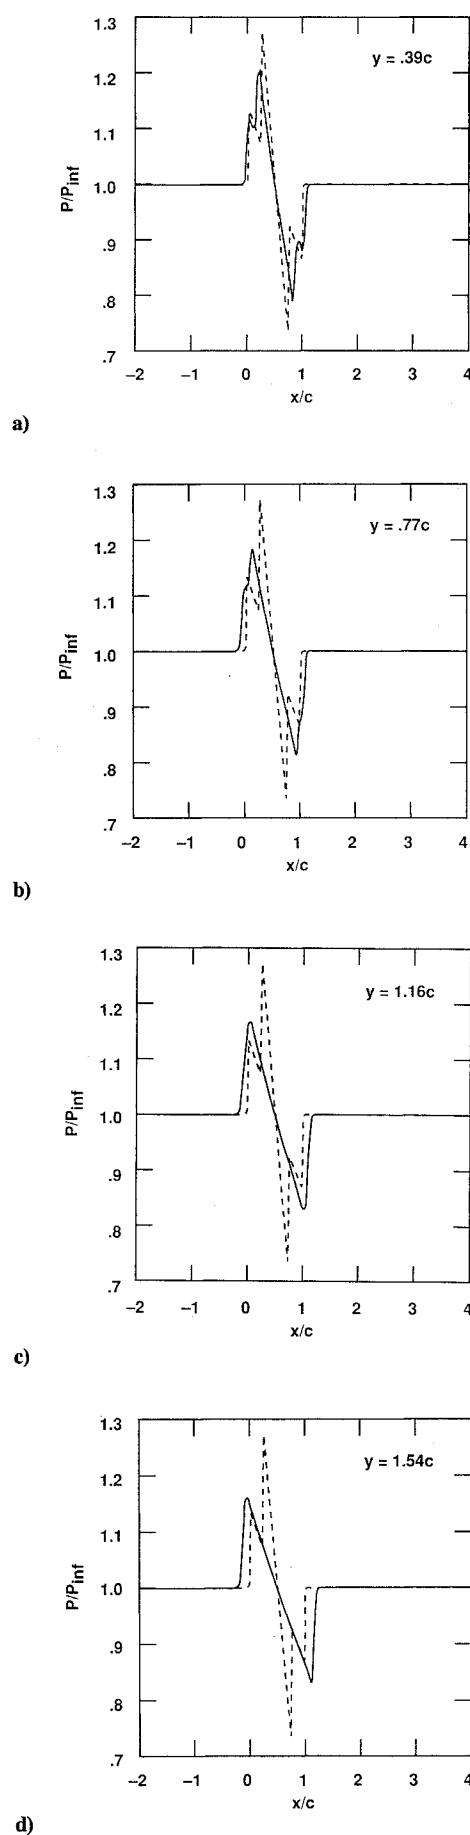 1.3
y = .39c
1.2
1.1
P/Pinf
1.0
.9
.8
.7
−2 −1 0 1 2 3 4
x/c
a)
1.3
y = .77c
1.2
1.1
P/Pinf
1.0
.9
.8
.7
−2 −1 0 1 2 3 4
x/c
b)
1.3
y = 1.16c
1.2
1.1
P/Pinf
1.0
.9
.8
.7
−2 −1 0 1 2 3 4
x/c
c)
1.3
y = 1.54c
1.2
1.1
P/Pinf
1.0
.9
.8
.7
−2 −1 0 1 2 3 4
x/c
d)